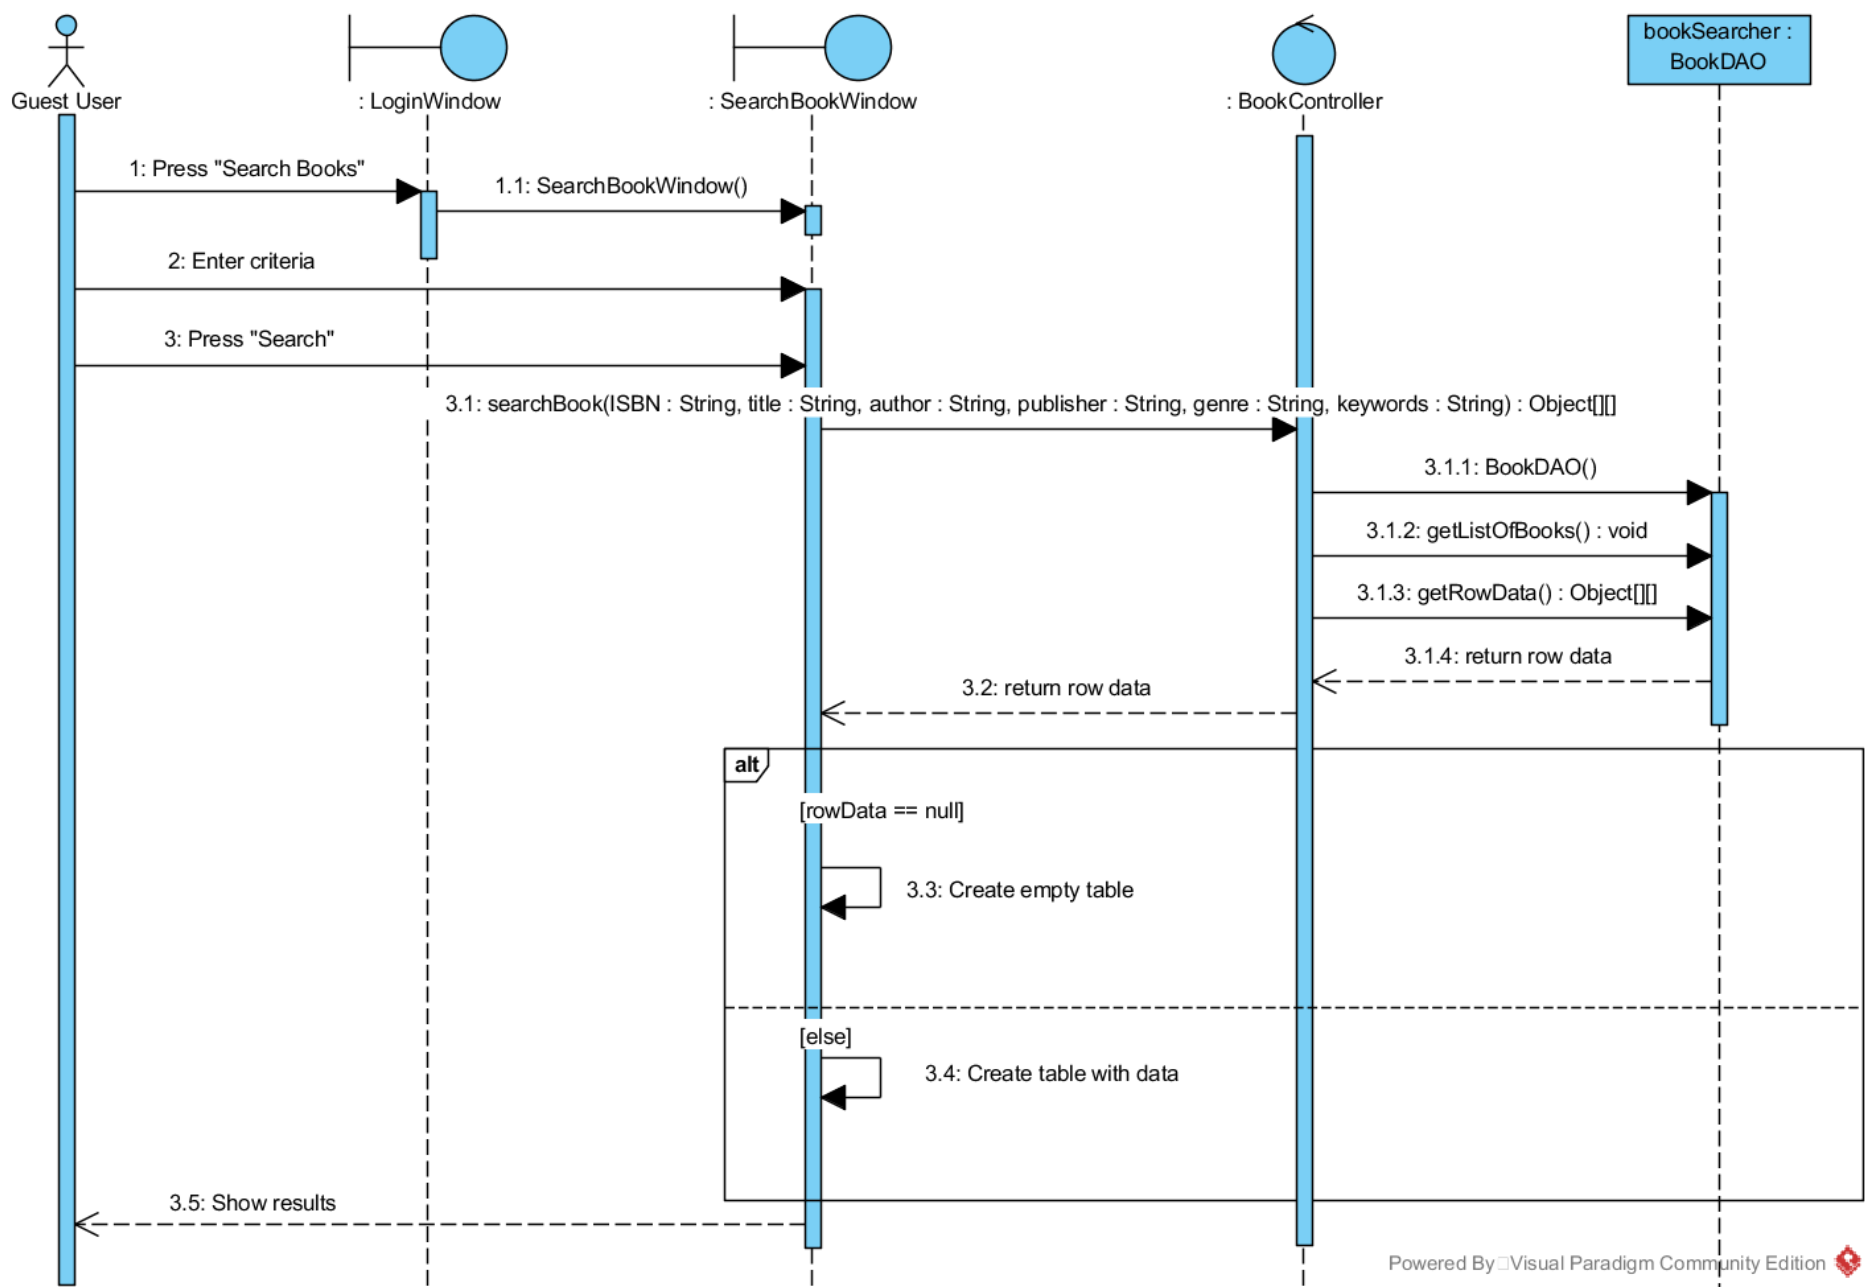 bookSearcher :
BookDAO
Guest User
: LoginWindow
: SearchBookWindow
: BookController
1: Press "Search Books"
1.1: SearchBookWindow()
2: Enter criteria
3: Press "Search"
3.1: searchBook(ISBN : String, title : String, author : String, publisher : String, genre : String, keywords : String) : Object[][]
3.1.1: BookDAO()
3.1.2: getListOfBooks() : void
3.1.3: getRowData() : Object[][]
3.1.4: return row data
3.2: return row data
alt
[rowData == null]
3.3: Create empty table
[else]
3.4: Create table with data
3.5: Show results
Powered By Visual Paradigm Community Edition